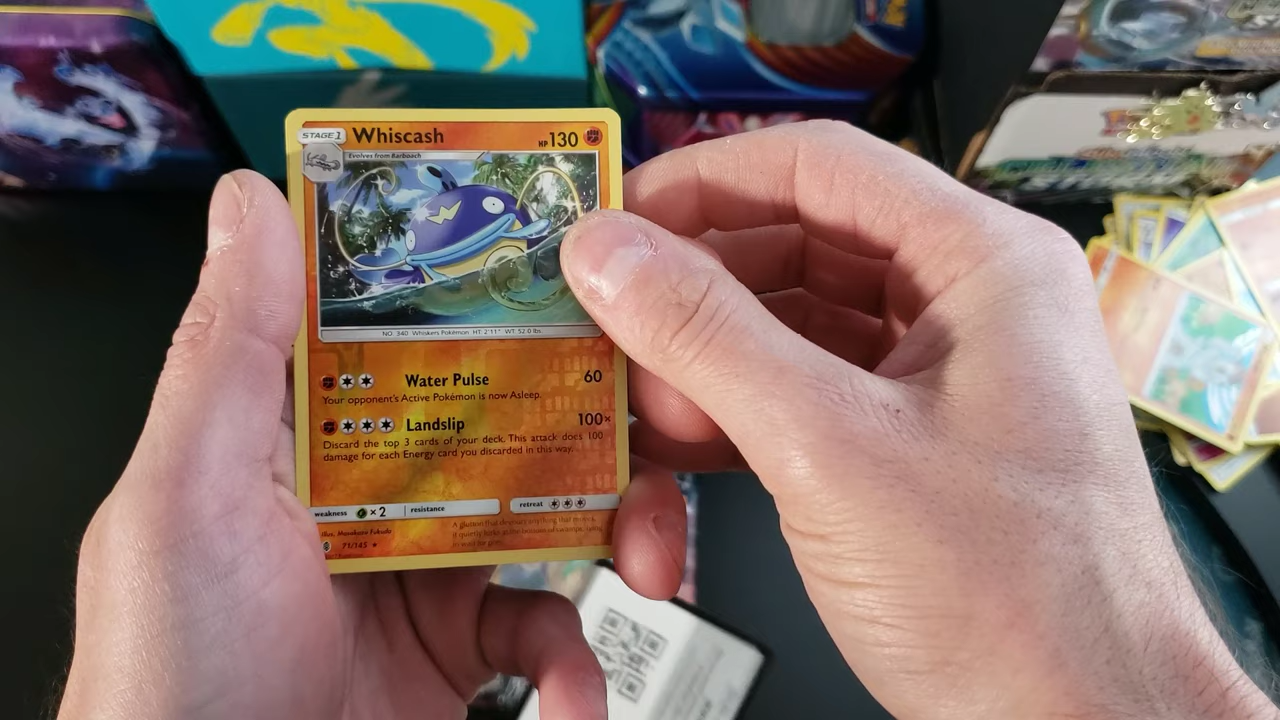 STAGE 1 Whiscash HP 130
Evolves from Barboach
NO. 340 Whiskers Pokémon HT: 2'11" WT: 52.0 lbs.
Water Pulse 60
Your opponent's Active Pokémon is now Asleep.
Landslip 100×
Discard the top 3 cards of your deck. This attack does 100
damage for each Energy card you discarded in this way.
weakness ×2 resistance retreat
Illus. Masakazu Fukuda
71/145 ★